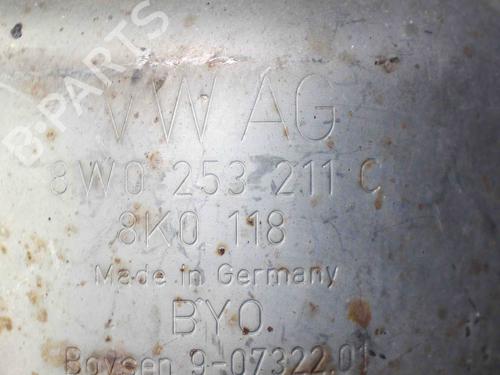 B-PARTS
VW AG
8W0 253 211 C
8K0 118
Made in Germany
BYO
Boysen 9-07322.01